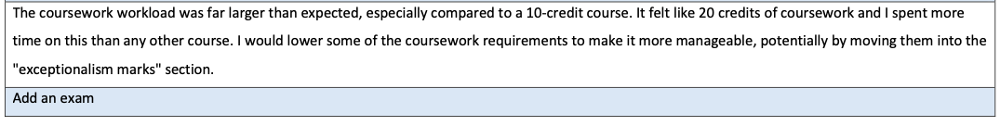 The coursework workload was far larger than expected, especially compared to a 10-credit course. It felt like 20 credits of coursework and I spent more
time on this than any other course. I would lower some of the coursework requirements to make it more manageable, potentially by moving them into the
"exceptionalism marks" section.
Add an exam